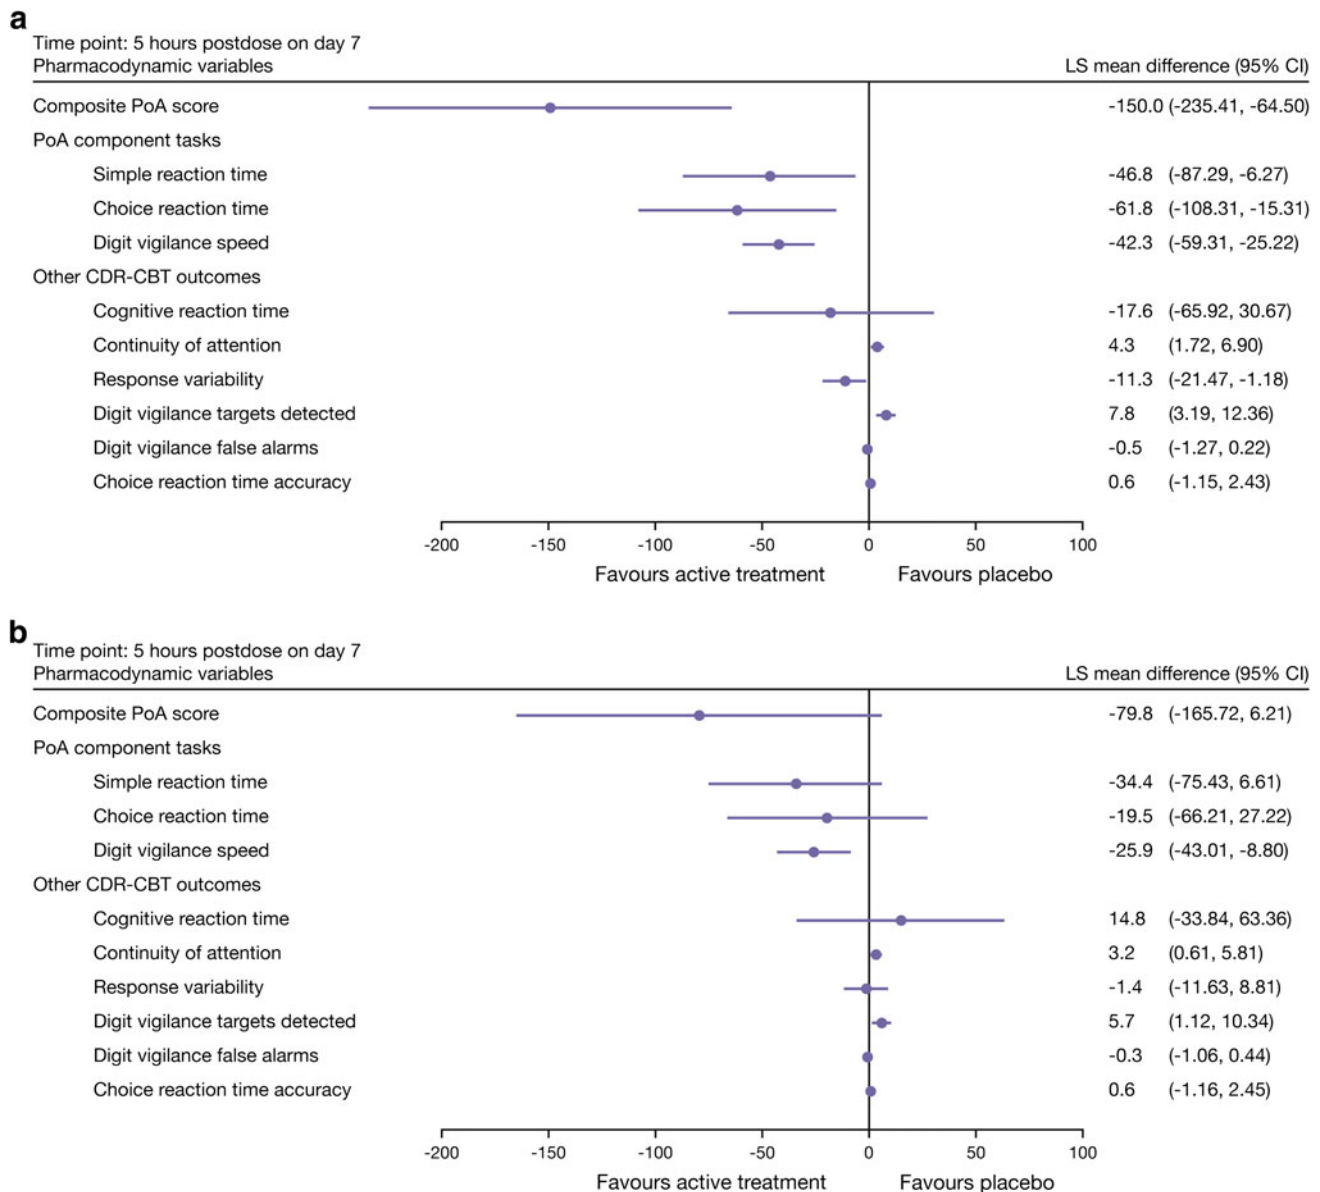 a
Time point: 5 hours postdose on day 7
Pharmacodynamic variables LS mean difference (95% CI)
Composite PoA score -150.0 (-235.41, -64.50)
PoA component tasks
Simple reaction time -46.8 (-87.29, -6.27)
Choice reaction time -61.8 (-108.31, -15.31)
Digit vigilance speed -42.3 (-59.31, -25.22)
Other CDR-CBT outcomes
Cognitive reaction time -17.6 (-65.92, 30.67)
Continuity of attention 4.3 (1.72, 6.90)
Response variability -11.3 (-21.47, -1.18)
Digit vigilance targets detected 7.8 (3.19, 12.36)
Digit vigilance false alarms -0.5 (-1.27, 0.22)
Choice reaction time accuracy 0.6 (-1.15, 2.43)
-200 -150 -100 -50 0 50 100
Favours active treatment Favours placebo
b
Time point: 5 hours postdose on day 7
Pharmacodynamic variables LS mean difference (95% CI)
Composite PoA score -79.8 (-165.72, 6.21)
PoA component tasks
Simple reaction time -34.4 (-75.43, 6.61)
Choice reaction time -19.5 (-66.21, 27.22)
Digit vigilance speed -25.9 (-43.01, -8.80)
Other CDR-CBT outcomes
Cognitive reaction time 14.8 (-33.84, 63.36)
Continuity of attention 3.2 (0.61, 5.81)
Response variability -1.4 (-11.63, 8.81)
Digit vigilance targets detected 5.7 (1.12, 10.34)
Digit vigilance false alarms -0.3 (-1.06, 0.44)
Choice reaction time accuracy 0.6 (-1.16, 2.45)
-200 -150 -100 -50 0 50 100
Favours active treatment Favours placebo